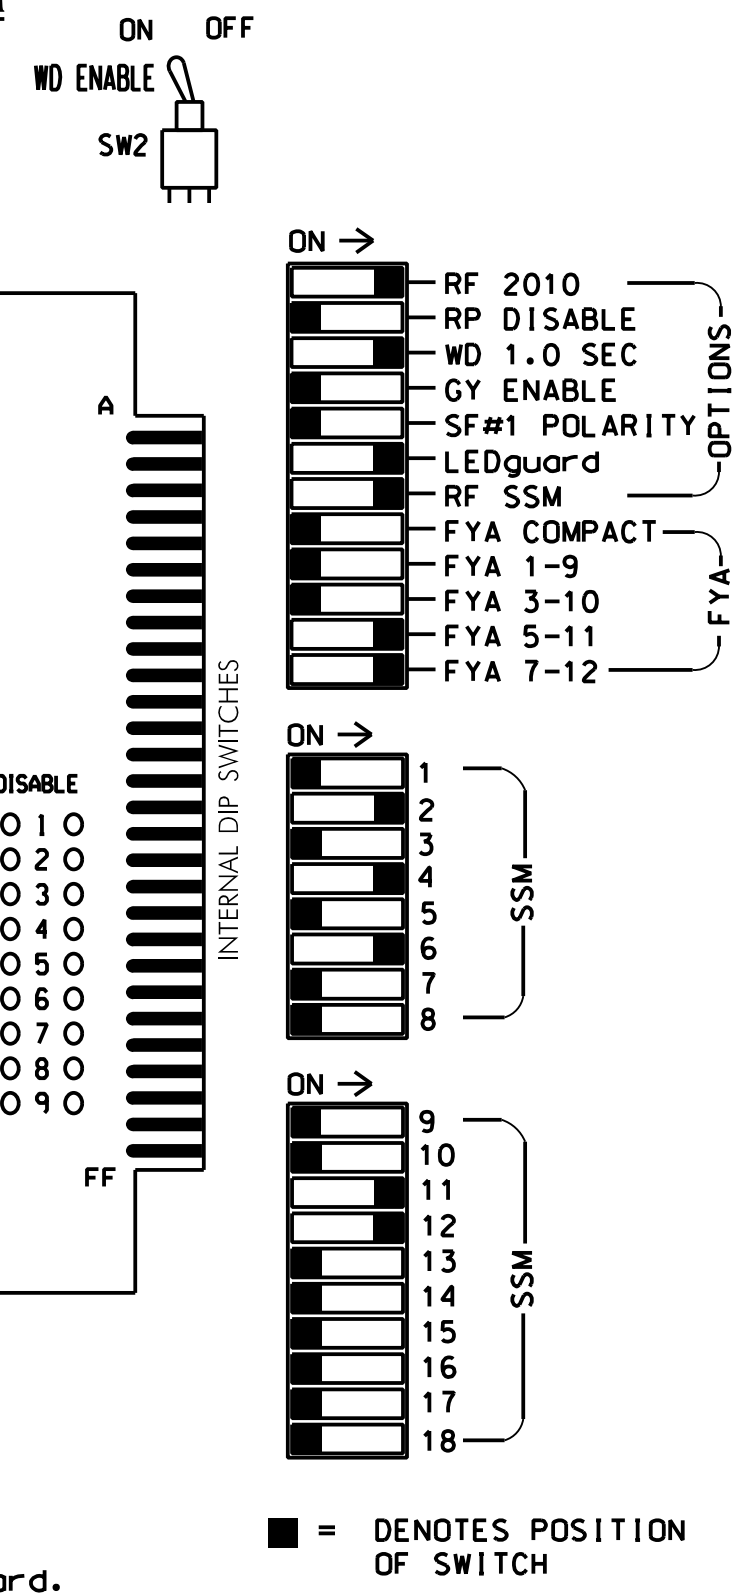 ON OFF
WD ENABLE
SW2
ON
RF 2010
RP DISABLE
WD 1.0 SEC
GY ENABLE
SF#1 POLARITY
LEDguard
RF SSM
OPTIONS
FYA COMPACT
FYA 1-9
FYA 3-10
FYA 5-11
FYA 7-12
FYA
A
FF
INTERNAL DIP SWITCHES
DISABLE
1
2
3
4
5
6
7
8
9
ON
1
2
3
4
5
6
7
8
SSM
ON
9
10
11
12
13
14
15
16
17
18
SSM
= DENOTES POSITION
OF SWITCH